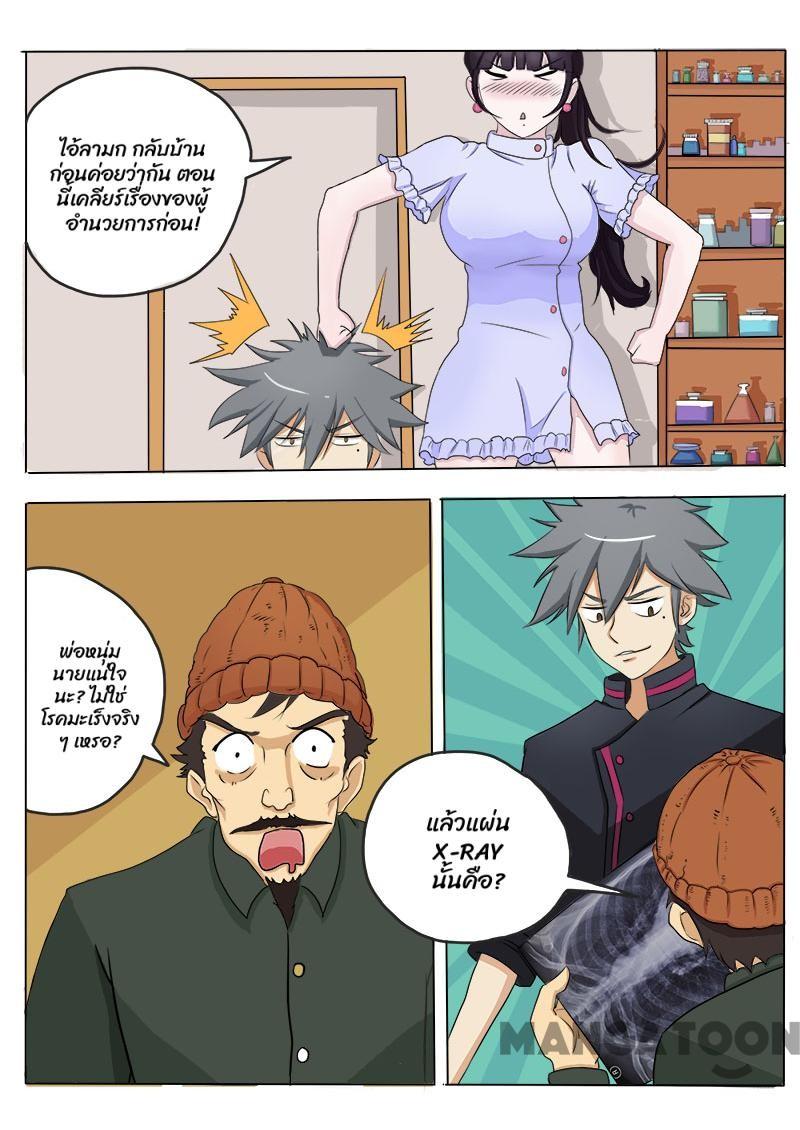 ไอ้ลามก กลับบ้าน
ก่อนค่อยว่ากัน ตอน
นี้เคลียร์เรื่องของผู้
อำนวยการก่อน!
พ่อหนุ่ม
นายแน่ใจ
นะ? ไม่ใช่
โรคมะเร็งจริง
ๆ เหรอ?
แล้วแผ่น
X-RAY
นั้นคือ?
MANGATOON